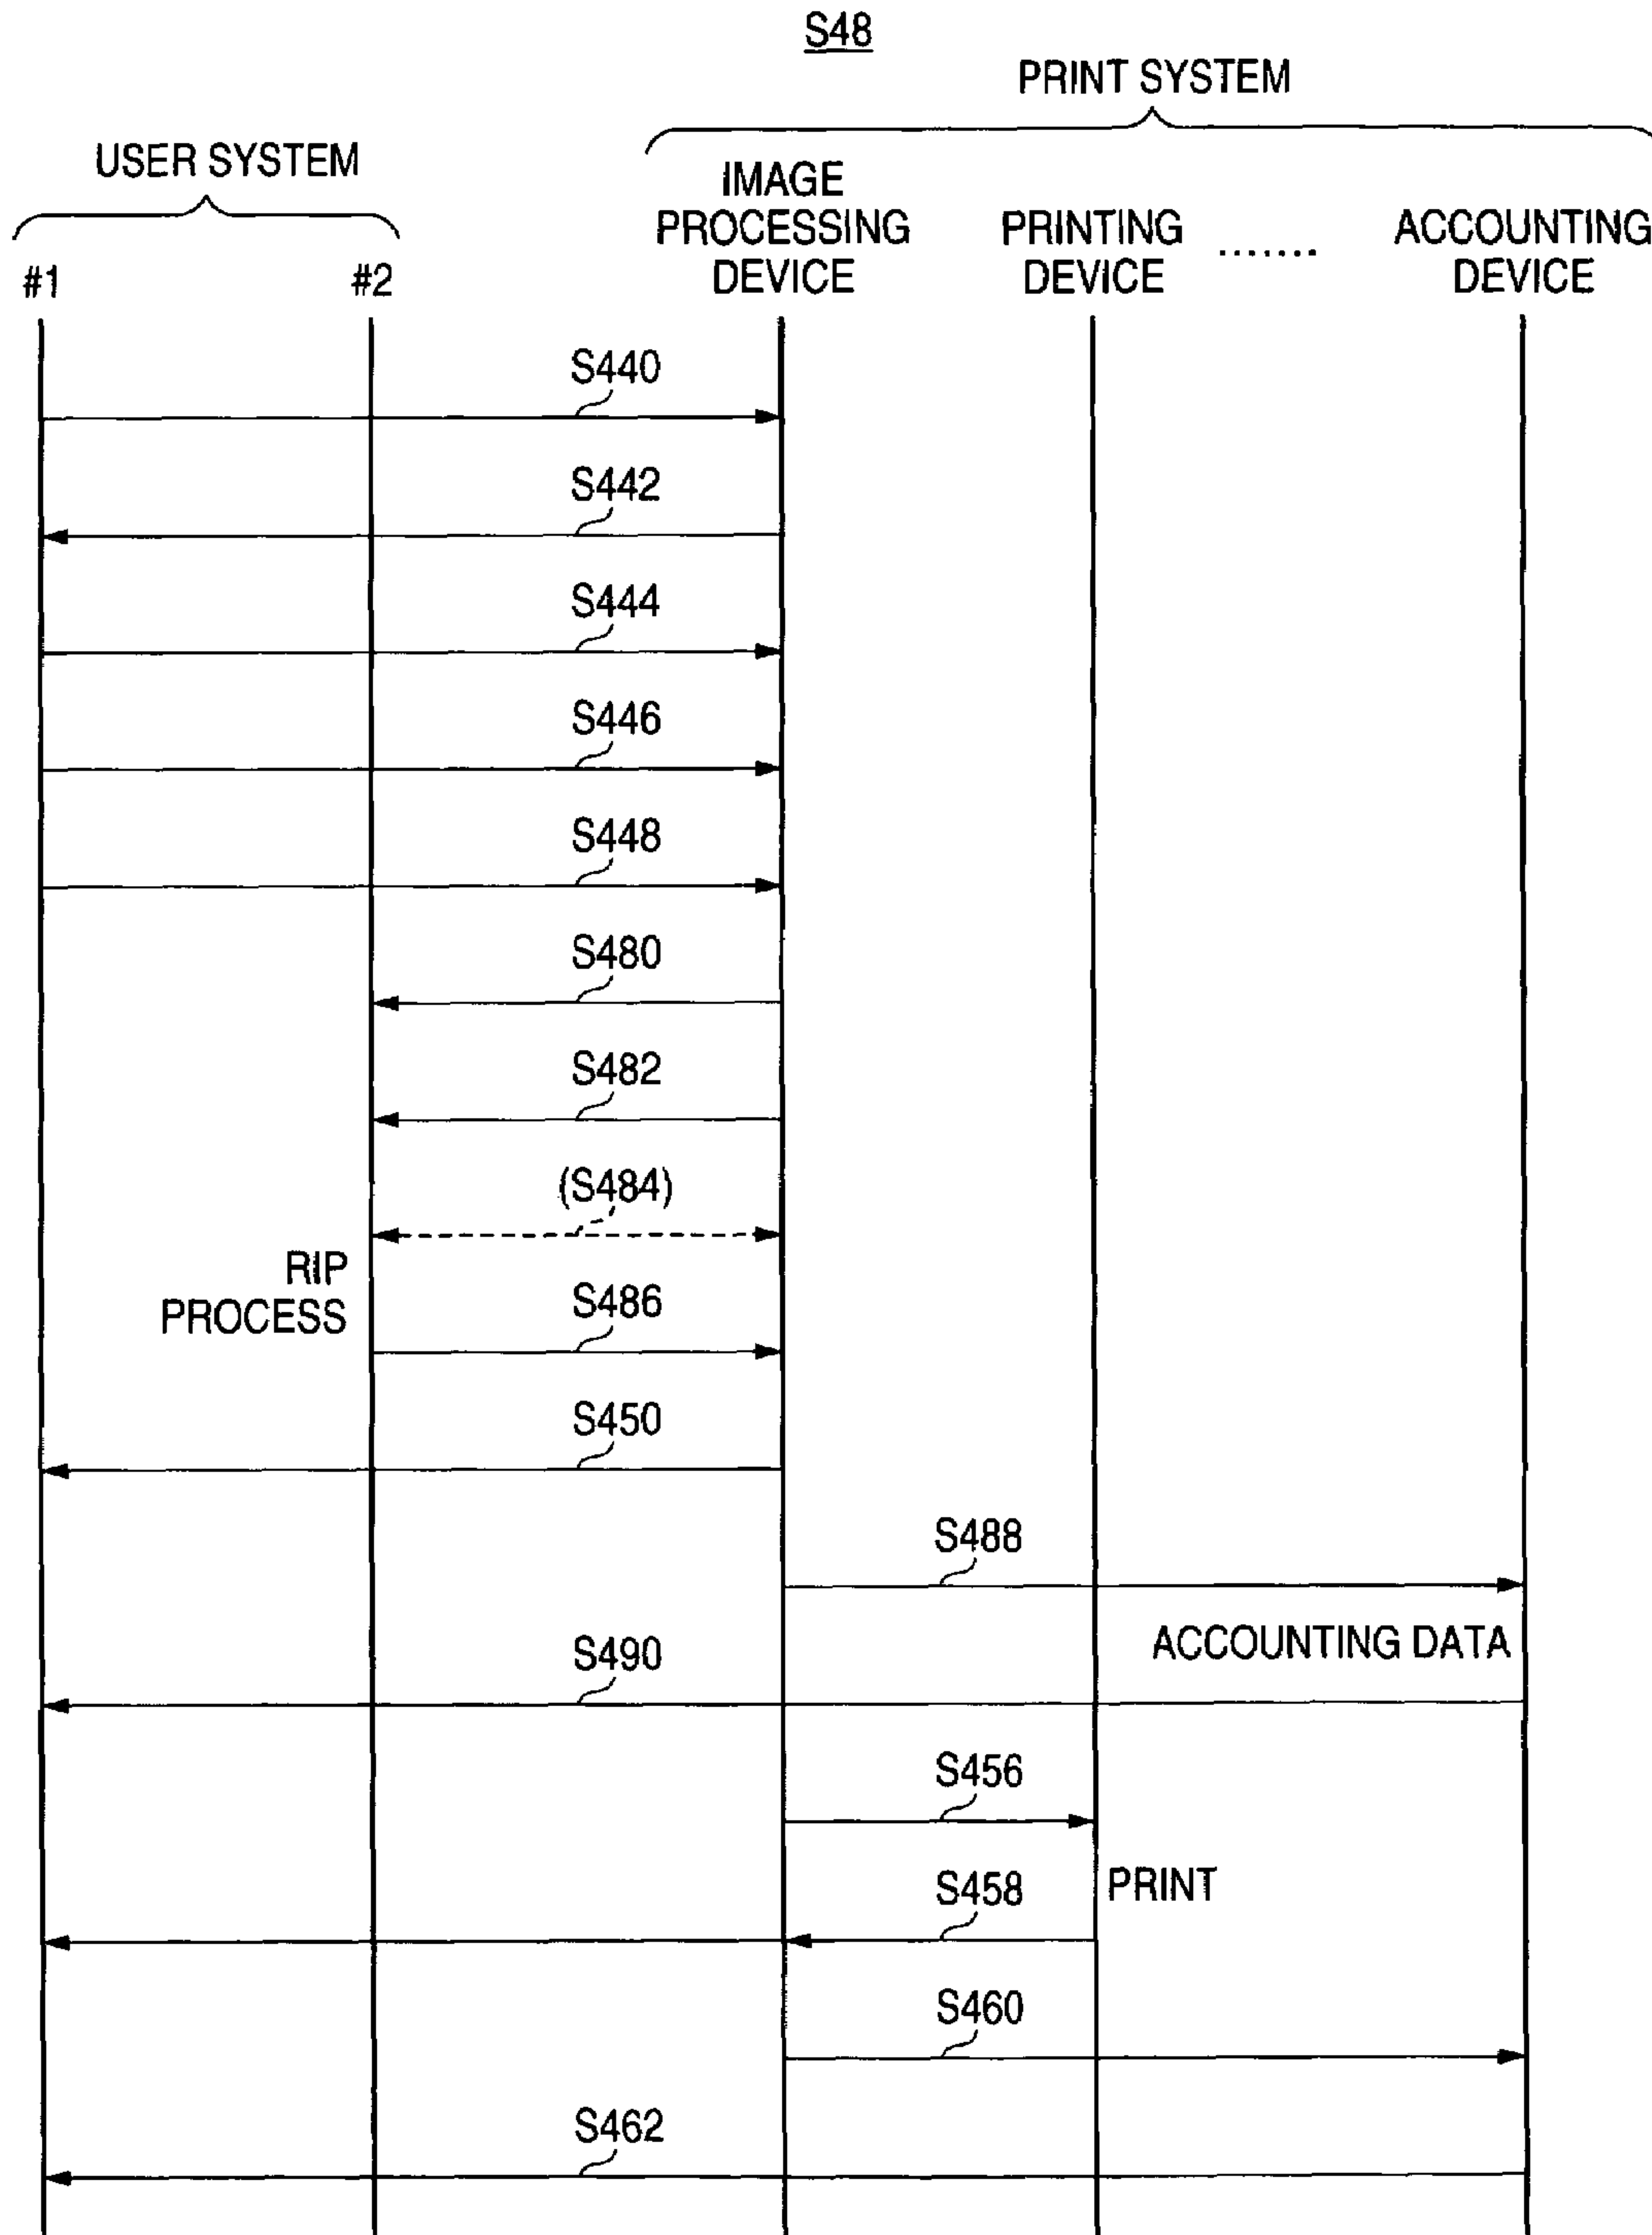 S48
PRINT SYSTEM
USER SYSTEM
IMAGE
PROCESSING
DEVICE
PRINTING
DEVICE
.......
ACCOUNTING
DEVICE
#1
#2
S440
S442
S444
S446
S448
S480
S482
(S484)
RIP
PROCESS
S486
S450
S488
ACCOUNTING DATA
S490
S456
PRINT
S458
S460
S462